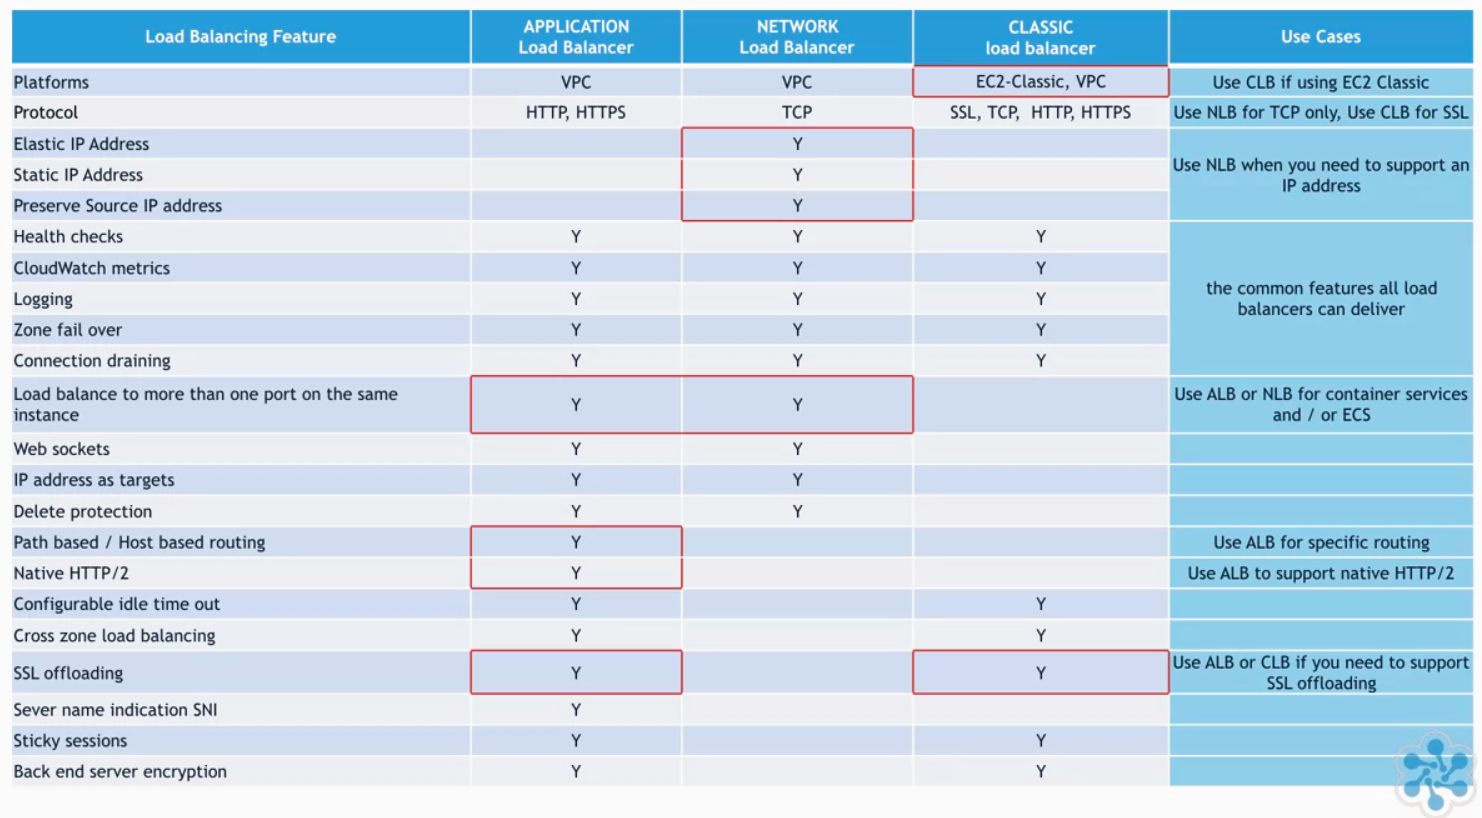 Load Balancing Feature
APPLICATION
Load Balancer
NETWORK
Load Balancer
CLASSIC
load balancer
Use Cases
Platforms VPC VPC EC2-Classic, VPC Use CLB if using EC2 Classic
Protocol HTTP, HTTPS TCP SSL, TCP, HTTP, HTTPS Use NLB for TCP only, Use CLB for SSL
Elastic IP Address Y
Static IP Address Y
Preserve Source IP address Y
Use NLB when you need to support an
IP address
Health checks Y Y Y
CloudWatch metrics Y Y Y
Logging Y Y Y
Zone fail over Y Y Y
Connection draining Y Y Y
the common features all load
balancers can deliver
Load balance to more than one port on the same
instance
Y Y
Use ALB or NLB for container services
and / or ECS
Web sockets Y Y
IP address as targets Y Y
Delete protection Y Y
Path based / Host based routing Y Use ALB for specific routing
Native HTTP/2 Y Use ALB to support native HTTP/2
Configurable idle time out Y Y
Cross zone load balancing Y Y
SSL offloading Y Y
Use ALB or CLB if you need to support
SSL offloading
Sever name indication SNI Y
Sticky sessions Y Y
Back end server encryption Y Y